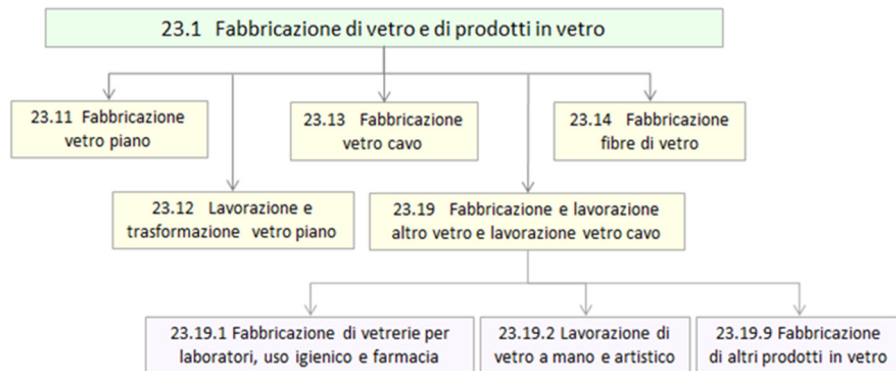 23.1 Fabbricazione di vetro e di prodotti in vetro
23.11 Fabbricazione
vetro piano
23.13 Fabbricazione
vetro cavo
23.14 Fabbricazione
fibre di vetro
23.12 Lavorazione e
trasformazione vetro piano
23.19 Fabbricazione e lavorazione
altro vetro e lavorazione vetro cavo
23.19.1 Fabbricazione di vetrerie per
laboratori, uso igienico e farmacia
23.19.2 Lavorazione di
vetro a mano e artistico
23.19.9 Fabbricazione
di altri prodotti in vetro